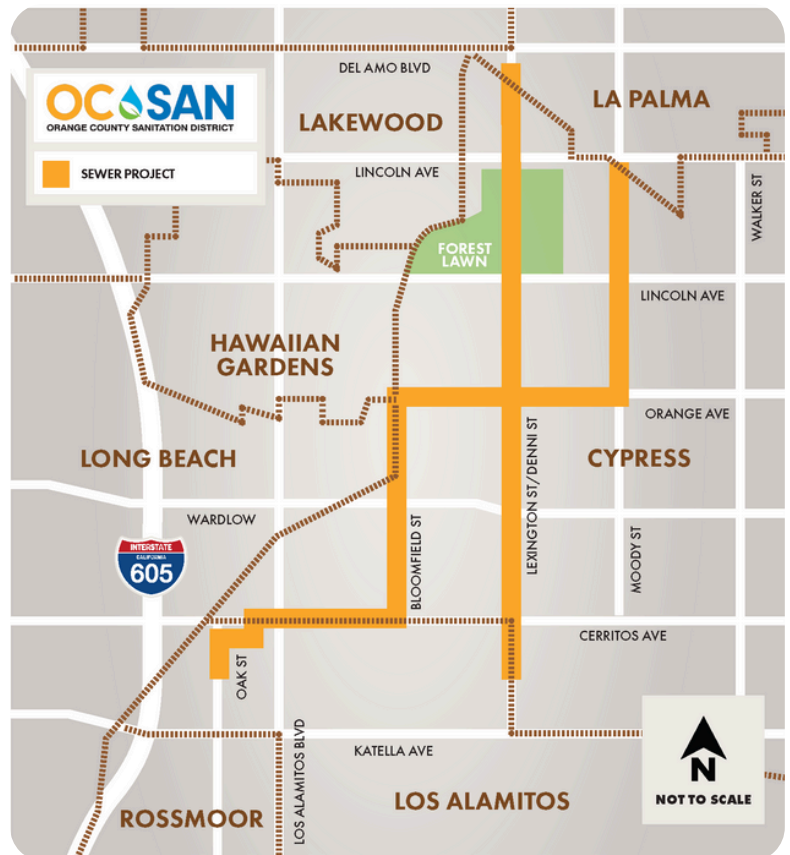 DEL AMO BLVD
OC SAN
ORANGE COUNTY SANITATION DISTRICT
LA PALMA
LAKEWOOD
SEWER PROJECT
LINCOLN AVE
WALKER ST
FOREST
LAWN
LINCOLN AVE
HAWAIIAN
GARDENS
ORANGE AVE
LONG BEACH
CYPRESS
LEXINGTON ST/DENNI ST
WARDLOW
BLOOMFIELD ST
MOODY ST
INTERSTATE
CALIFORNIA
605
CERRITOS AVE
OAK ST
LOS ALAMITOS BLVD
KATELLA AVE
N
NOT TO SCALE
ROSSMOOR
LOS ALAMITOS